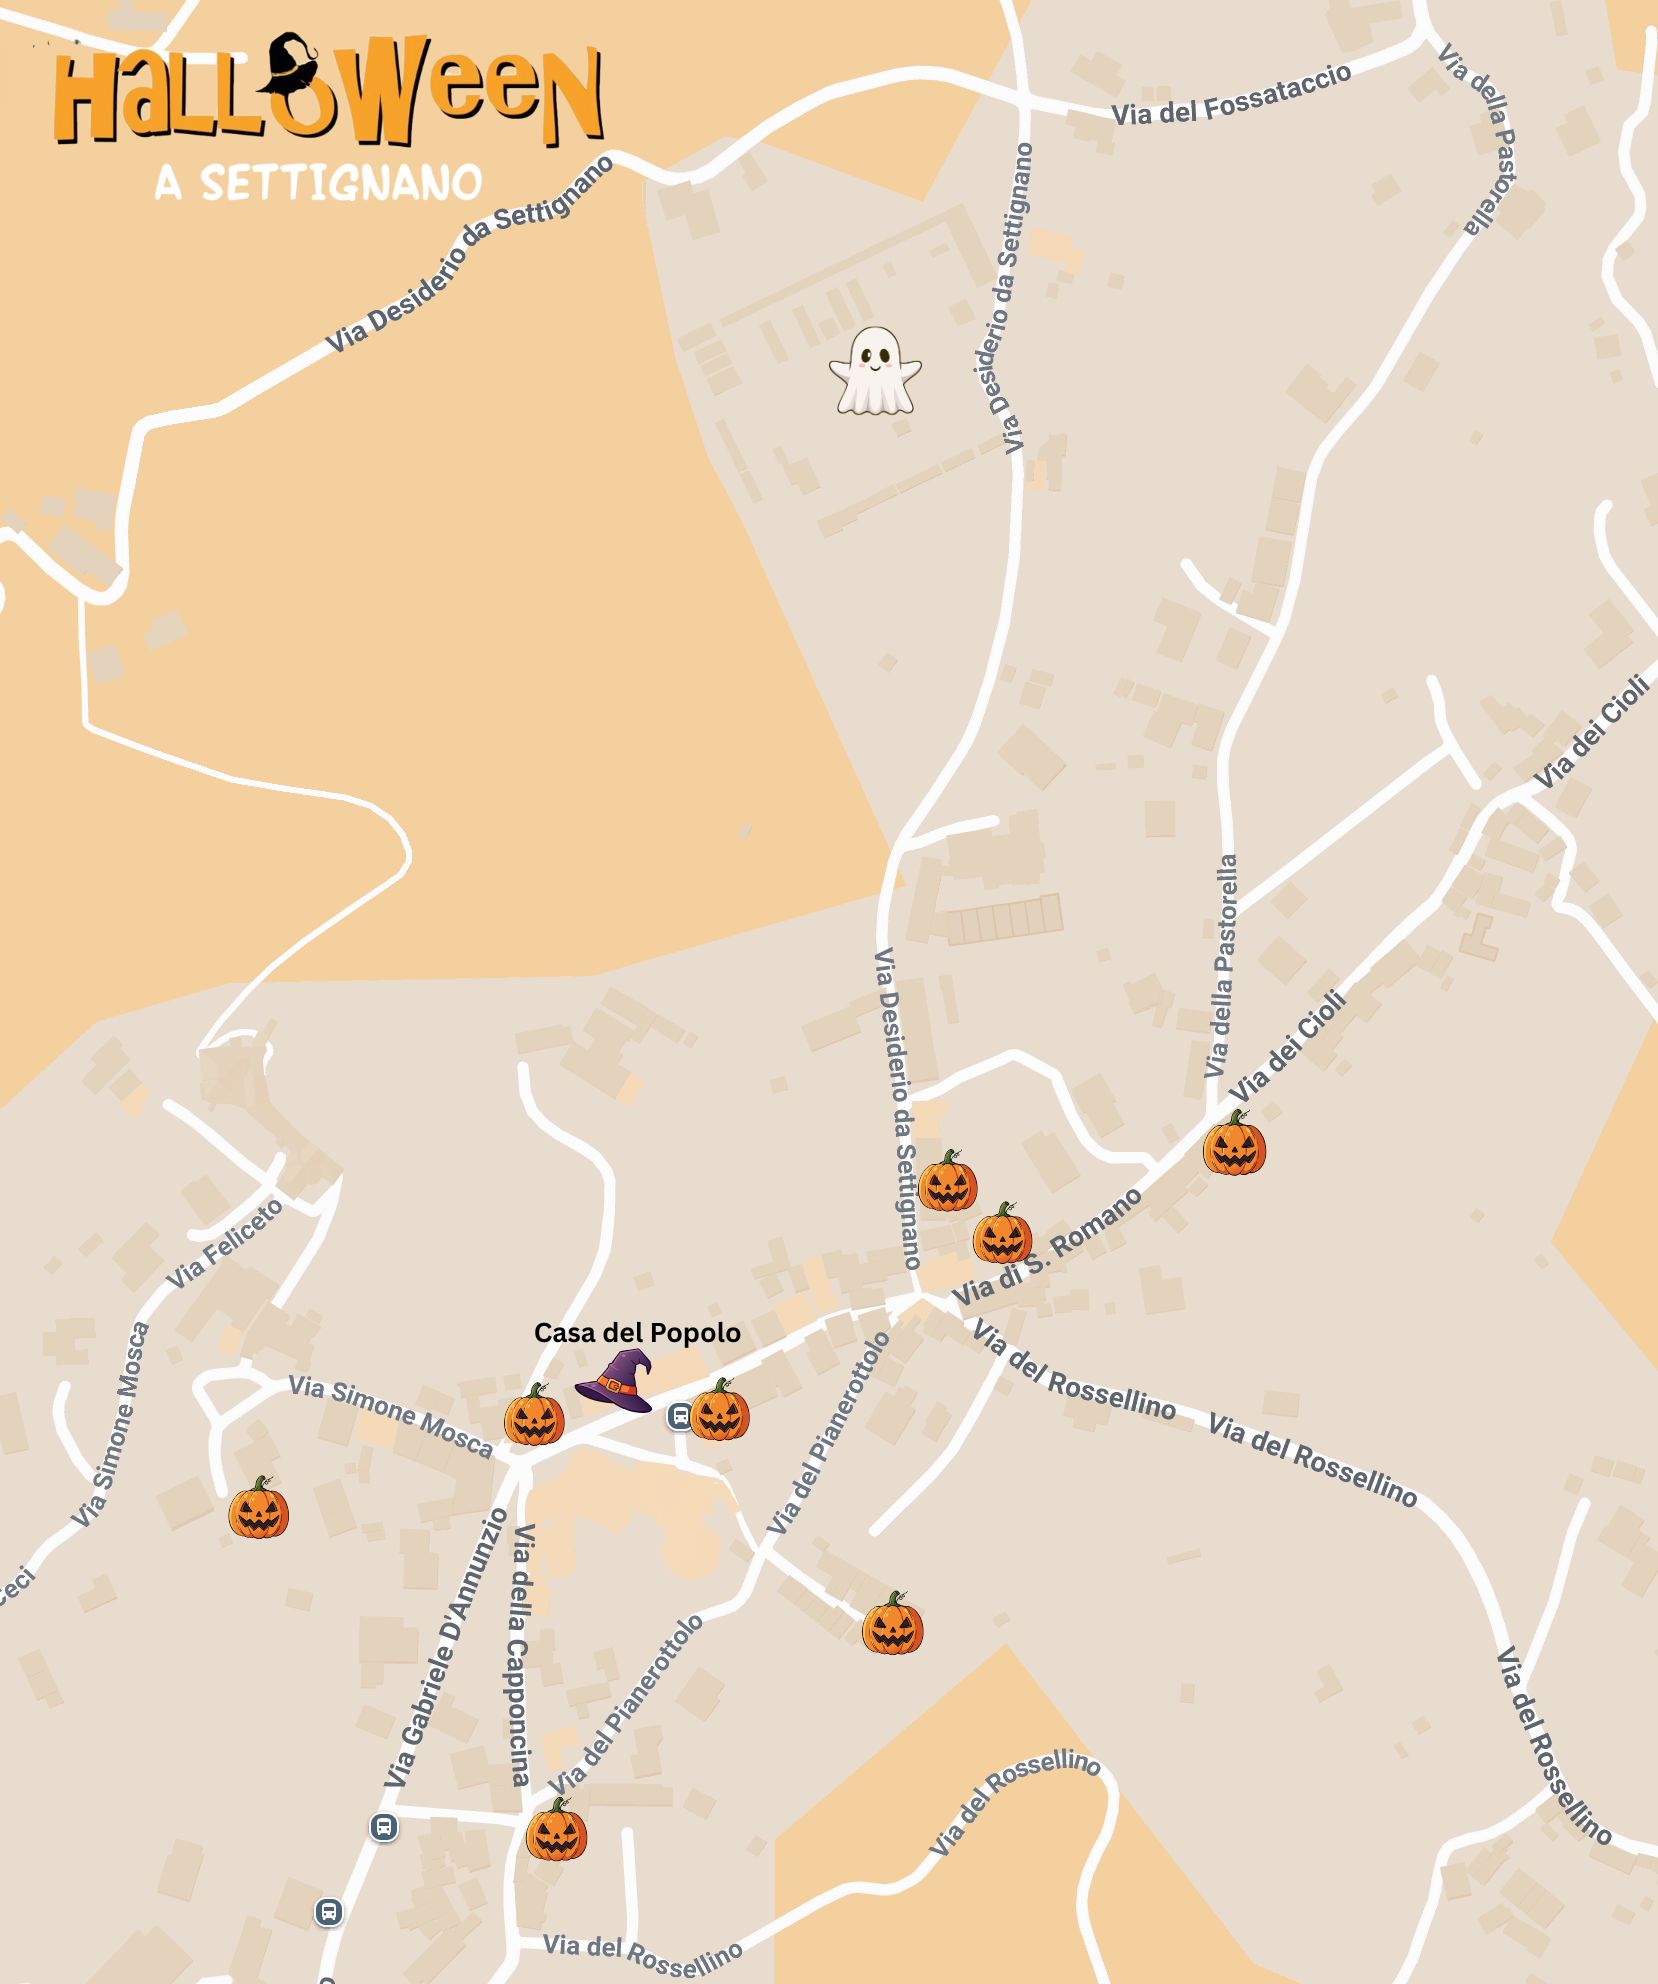 HaLLoWeeN
A SETTIGNANO
Via del Fossataccio
Via della Pastorella
Via Desiderio da Settignano
Via Desiderio da Settignano
Via dei Cioli
Via della Pastorella
Via Desiderio da Settignano
Via dei Cioli
Via Feliceto
Via di S. Romano
Casa del Popolo
Via Simone Mosca
Via Simone Mosca
Via del Rossellino
Via del Rossellino
Via del Pianerottolo
Via Gabriele D'Annunzio
Via della Capponcina
Via del Pianerottolo
Via del Rossellino
Via del Rossellino
Via del Rossellino